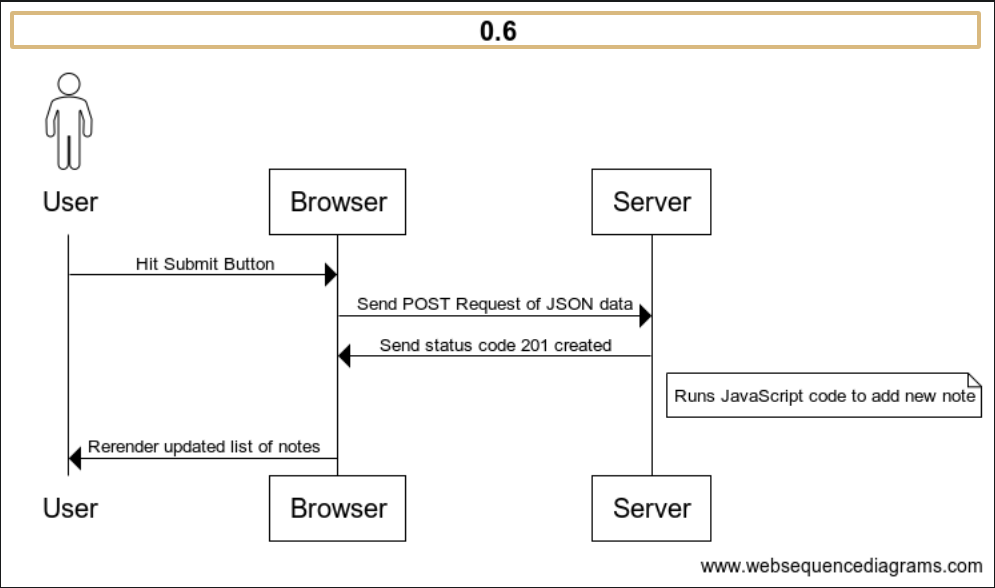 0.6
User
Browser
Server
Hit Submit Button
Send POST Request of JSON data
Send status code 201 created
Runs JavaScript code to add new note
Rerender updated list of notes
User
Browser
Server
www.websequencediagrams.com